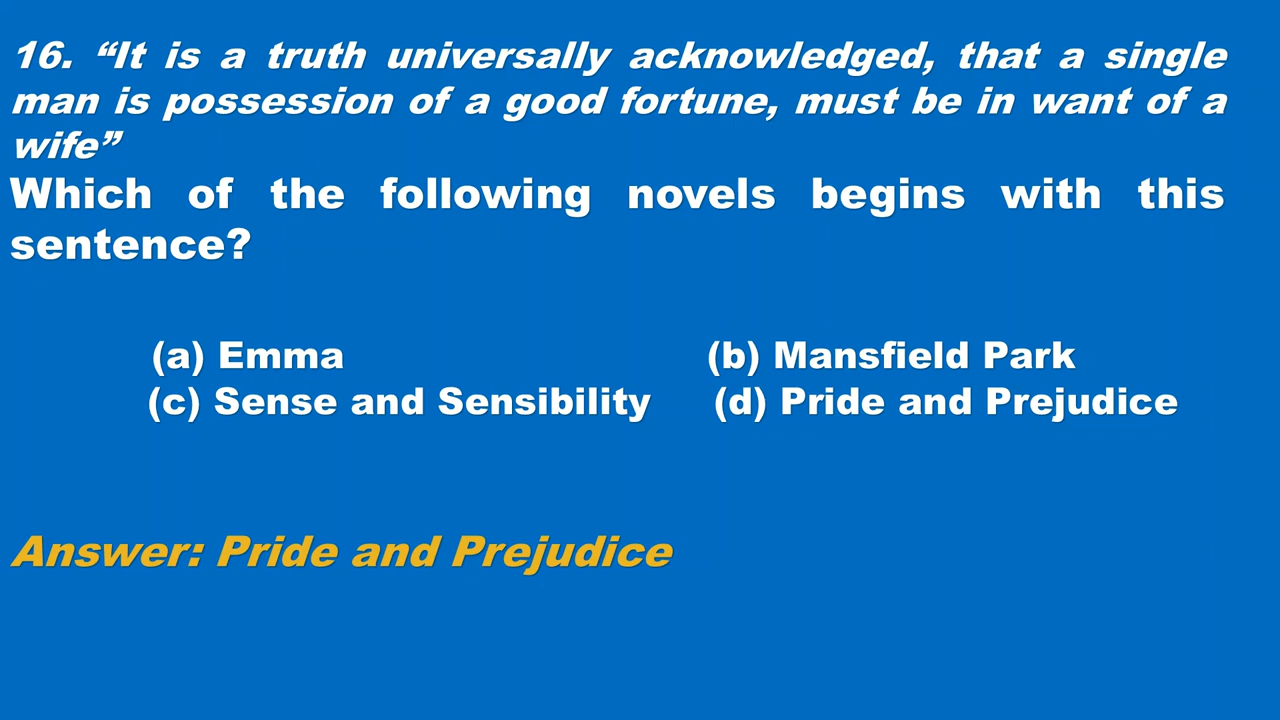 16. “It is a truth universally acknowledged, that a single
man is possession of a good fortune, must be in want of a
wife”
Which of the following novels begins with this
sentence?
(a) Emma (b) Mansfield Park
(c) Sense and Sensibility (d) Pride and Prejudice
Answer: Pride and Prejudice